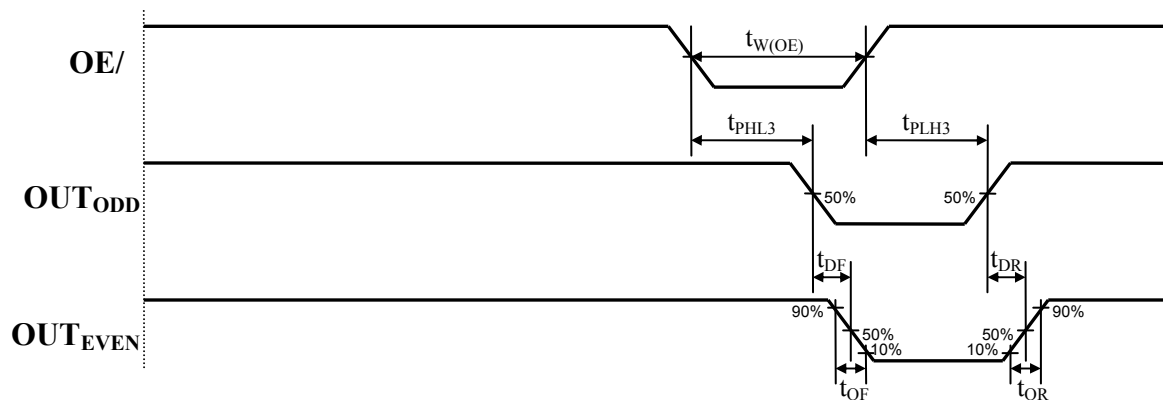 OE/
tW(OE)
tPHL3
tPLH3
OUTODD
50%
50%
tDF
tDR
OUTEVEN
90%
50%
10%
50%
10%
90%
tOF
tOR